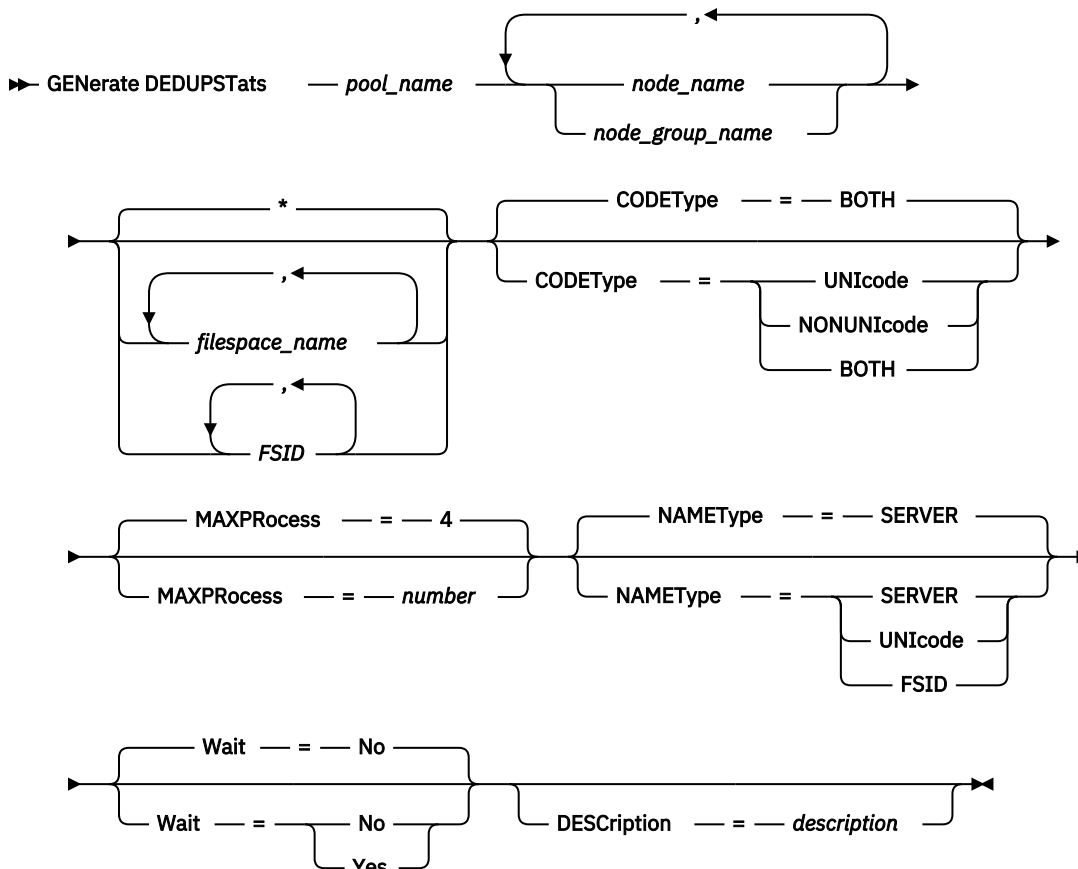 ,
GENerate DEDUPSTats pool_name node_name
node_group_name
*
,
filespace_name
,
FSID
CODEType = BOTH
CODEType = UNIcode
NONUNIcode
BOTH
MAXPRocess = 4
MAXPRocess = number
NAMEType = SERVER
NAMEType = SERVER
UNIcode
FSID
Wait = No
Wait = No
Yes
DESCription = description